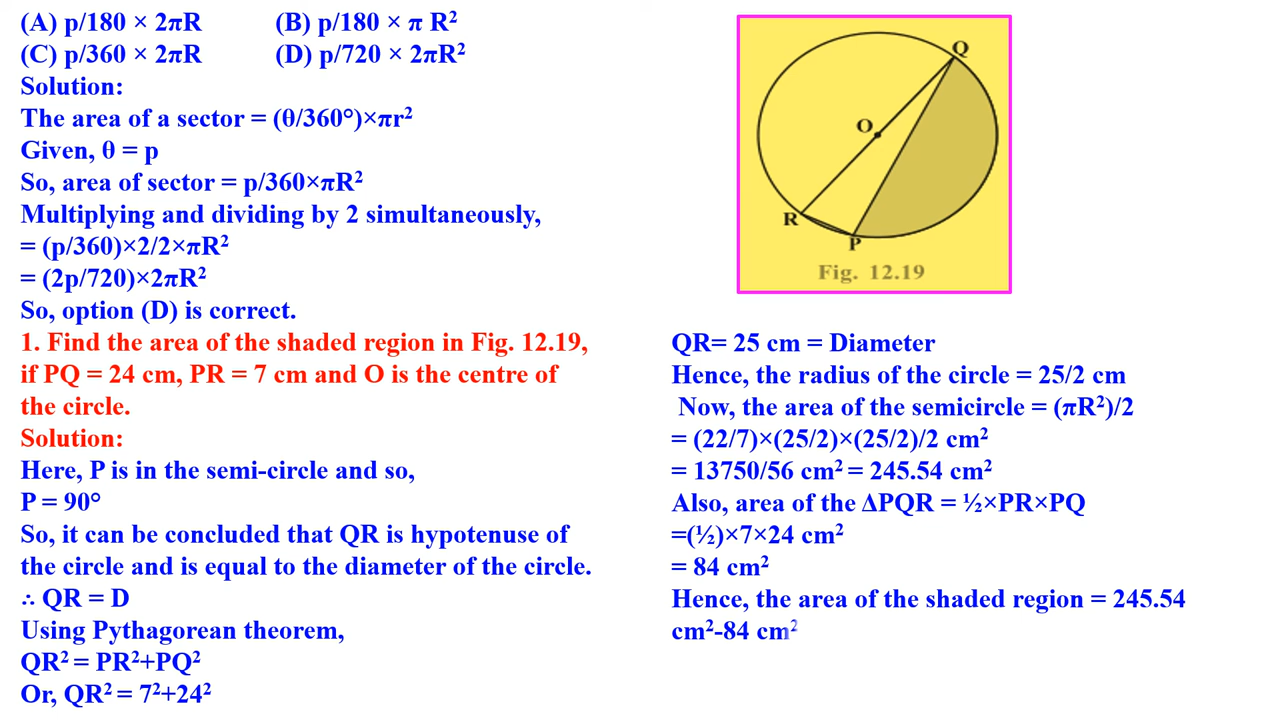 (A) p/180 × 2πR (B) p/180 × π R²
(C) p/360 × 2πR (D) p/720 × 2πR²
Solution:
The area of a sector = (θ/360°)×πr²
Given, θ = p
So, area of sector = p/360×πR²
Multiplying and dividing by 2 simultaneously,
= (p/360)×2/2×πR²
= (2p/720)×2πR²
So, option (D) is correct.
1. Find the area of the shaded region in Fig. 12.19,
if PQ = 24 cm, PR = 7 cm and O is the centre of
the circle.
Solution:
Here, P is in the semi-circle and so,
P = 90°
So, it can be concluded that QR is hypotenuse of
the circle and is equal to the diameter of the circle.
∴ QR = D
Using Pythagorean theorem,
QR² = PR²+PQ²
Or, QR² = 7²+24²
Q
O
R
P
Fig. 12.19
QR= 25 cm = Diameter
Hence, the radius of the circle = 25/2 cm
Now, the area of the semicircle = (πR²)/2
= (22/7)×(25/2)×(25/2)/2 cm²
= 13750/56 cm² = 245.54 cm²
Also, area of the ΔPQR = ½×PR×PQ
=(½)×7×24 cm²
= 84 cm²
Hence, the area of the shaded region = 245.54
cm²-84 cm²